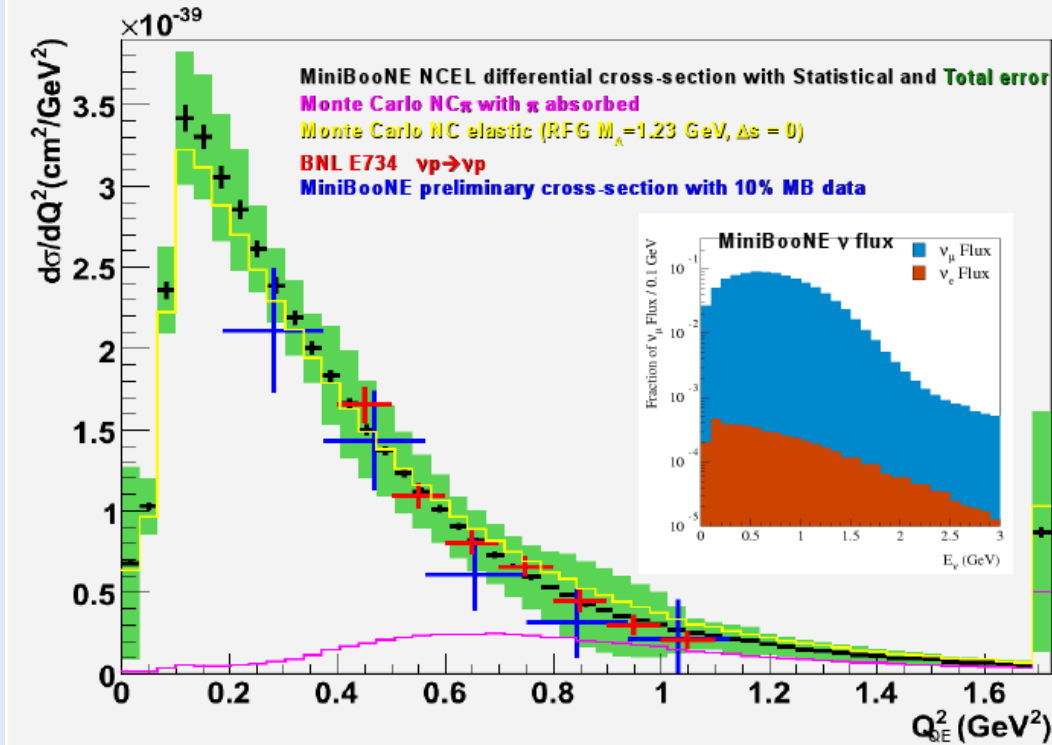 ×10⁻³⁹
dσ/dQ²(cm²/GeV²)
3.5
3
2.5
2
1.5
1
0.5
0
MiniBooNE NCEL differential cross-section with Statistical and Total error
Monte Carlo NCπ with π absorbed
Monte Carlo NC elastic (RFG M_A=1.23 GeV, Δs = 0)
BNL E734 νp→νp
MiniBooNE preliminary cross-section with 10% MB data
MiniBooNE ν flux
ν_μ Flux
ν_e Flux
Fraction of ν_μ Flux / 0.1 GeV
10⁻¹
10⁻²
10⁻³
10⁻⁴
10⁻⁵
0 0.5 1 1.5 2 2.5 3
E_ν (GeV)
0 0.2 0.4 0.6 0.8 1 1.2 1.4 1.6
Q²_QE (GeV²)